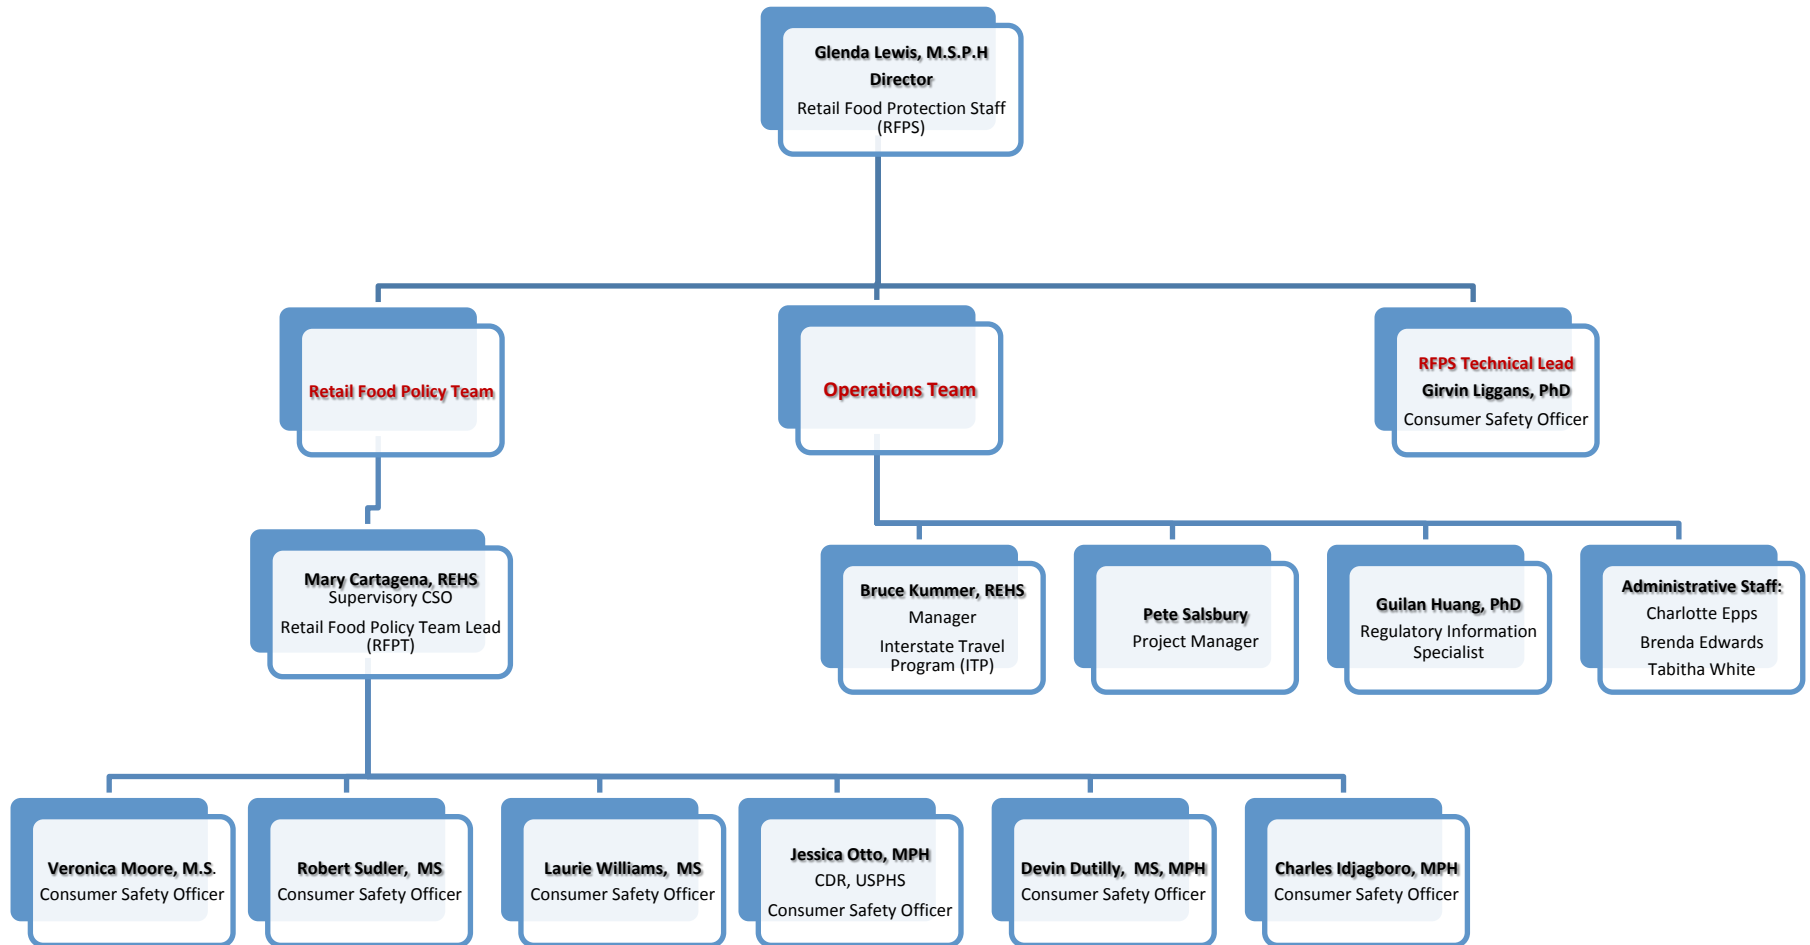 Glenda Lewis, M.S.P.H
Director
Retail Food Protection Staff
(RFPS)
Retail Food Policy Team
Operations Team
RFPS Technical Lead
Girvin Liggans, PhD
Consumer Safety Officer
Mary Cartagena, REHS
Supervisory CSO
Retail Food Policy Team Lead
(RFPT)
Bruce Kummer, REHS
Manager
Interstate Travel
Program (ITP)
Pete Salsbury
Project Manager
Guilan Huang, PhD
Regulatory Information
Specialist
Administrative Staff:
Charlotte Epps
Brenda Edwards
Tabitha White
Veronica Moore, M.S.
Consumer Safety Officer
Robert Sudler,  MS
Consumer Safety Officer
Laurie Williams,  MS
Consumer Safety Officer
Jessica Otto, MPH
CDR, USPHS
Consumer Safety Officer
Devin Dutilly,  MS, MPH
Consumer Safety Officer
Charles Idjagboro, MPH
Consumer Safety Officer